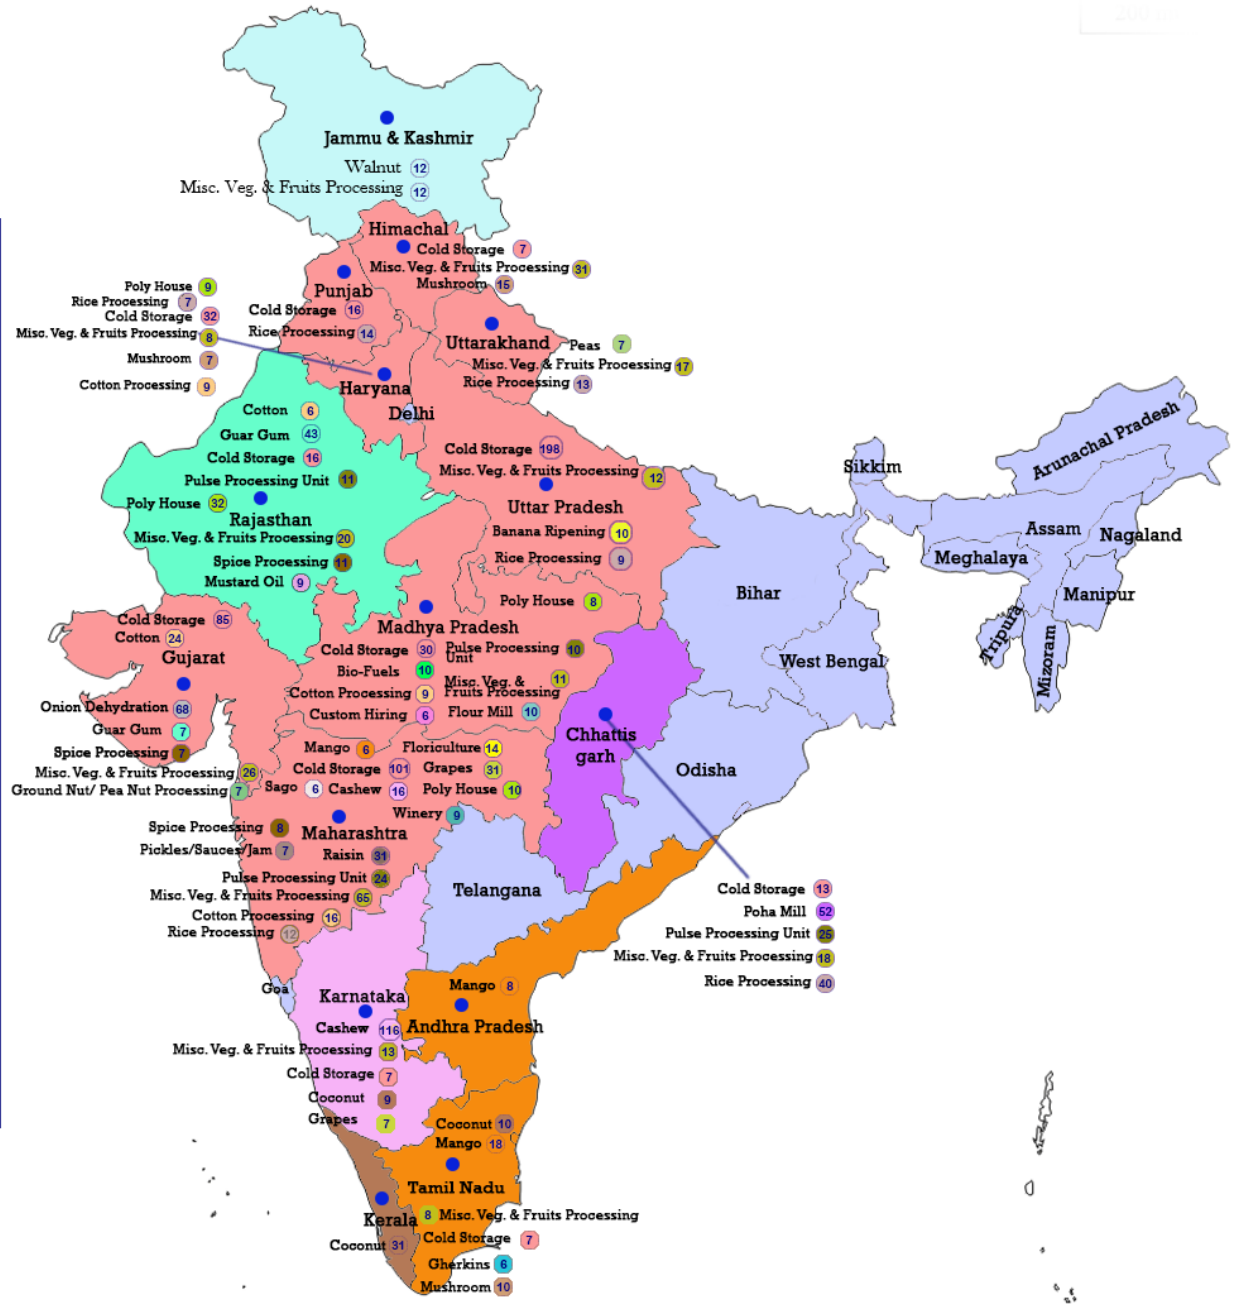 Jammu & Kashmir
Walnut 12
Misc. Veg. & Fruits Processing 12
Himachal
Cold Storage 7
Misc. Veg. & Fruits Processing 31
Mushroom 15
Punjab
Cold Storage 16
Rice Processing 14
Poly House 9
Rice Processing 7
Cold Storage 32
Misc. Veg. & Fruits Processing 8
Mushroom 7
Cotton Processing 9
Haryana
Delhi
Uttarakhand
Peas 7
Misc. Veg. & Fruits Processing 17
Rice Processing 13
Cotton 6
Guar Gum 43
Cold Storage 16
Pulse Processing Unit 11
Poly House 32
Rajasthan
Misc. Veg. & Fruits Processing 20
Spice Processing 11
Mustard Oil 9
Cold Storage 198
Misc. Veg. & Fruits Processing 12
Uttar Pradesh
Banana Ripening 10
Rice Processing 9
Poly House 8
Sikkim
Arunachal Pradesh
Assam
Nagaland
Meghalaya
Manipur
Tripura
Mizoram
Bihar
West Bengal
Cold Storage 85
Cotton 24
Gujarat
Onion Dehydration 68
Guar Gum 7
Spice Processing 7
Misc. Veg. & Fruits Processing 26
Ground Nut/ Pea Nut Processing 7
Madhya Pradesh
Cold Storage 30
Pulse Processing 10
Unit
Bio-Fuels 10
Misc. Veg. & 11
Fruits Processing
Cotton Processing 9
Custom Hiring 6
Flour Mill 10
Chhattis
garh
Odisha
Mango 6
Floriculture 14
Cold Storage 101
Grapes 31
Sago 6
Cashew 16
Poly House 10
Winery 9
Spice Processing 8
Maharashtra
Pickles/Sauces/Jam 7
Raisin 31
Pulse Processing Unit 24
Misc. Veg. & Fruits Processing 65
Cotton Processing 16
Rice Processing 12
Telangana
Cold Storage 13
Poha Mill 52
Pulse Processing Unit 25
Misc. Veg. & Fruits Processing 18
Rice Processing 40
Goa
Karnataka
Cashew 116
Misc. Veg. & Fruits Processing 13
Cold Storage 7
Coconut 9
Grapes 7
Mango 8
Andhra Pradesh
Coconut 10
Mango 18
Tamil Nadu
8 Misc. Veg. & Fruits Processing
Cold Storage 7
Gherkins 6
Mushroom 10
Kerala
Coconut 31